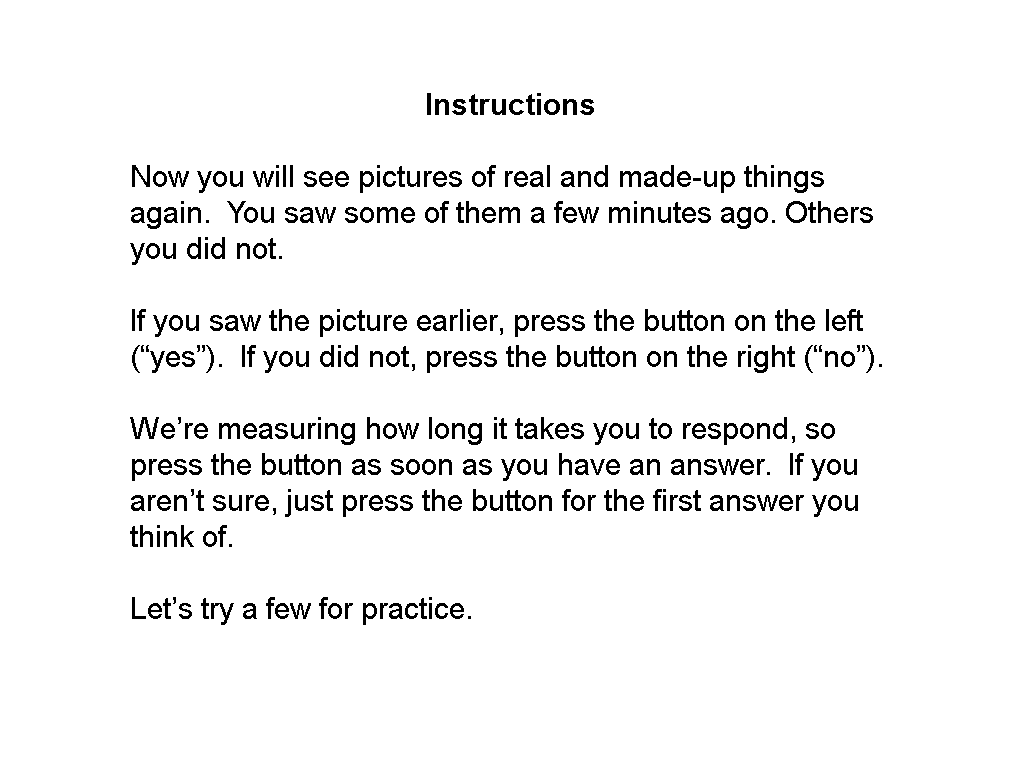 Instructions
Now you will see pictures of real and made-up things
again.  You saw some of them a few minutes ago. Others
you did not.
If you saw the picture earlier, press the button on the left
(“yes”).  If you did not, press the button on the right (“no”).
We’re measuring how long it takes you to respond, so
press the button as soon as you have an answer.  If you
aren’t sure, just press the button for the first answer you
think of.
Let’s try a few for practice.